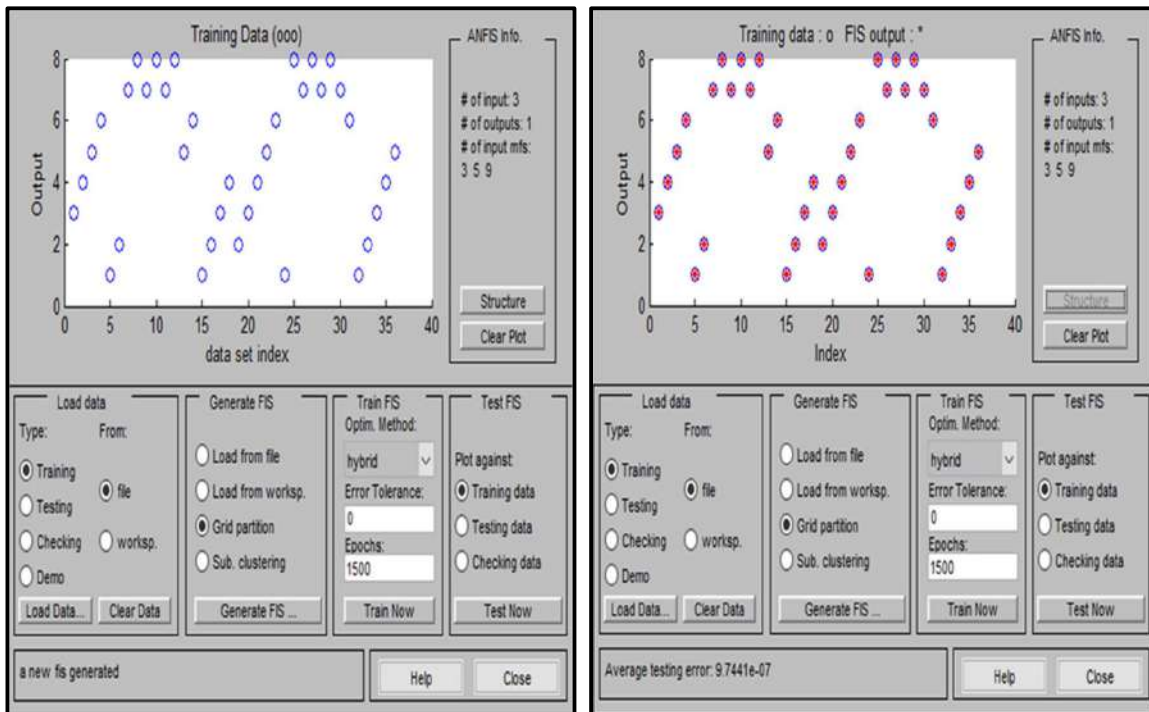 Training Data (ooo)
8
6
4
2
0
Output
0 5 10 15 20 25 30 35 40
data set index
ANFIS Info.
# of input: 3
# of outputs: 1
# of input mfs:
3 5 9
Structure
Clear Plot
Load data
Type: From:
Training
Testing
Checking
Demo
file
worksp.
Load Data... Clear Data
Generate FIS
Load from file
Load from worksp.
Grid partition
Sub. clustering
Generate FIS ...
Train FIS
Optim. Method:
hybrid
Error Tolerance:
0
Epochs:
1500
Train Now
Test FIS
Plot against:
Training data
Testing data
Checking data
Test Now
a new fis generated
Help Close
Training data : o FIS output : *
8
6
4
2
0
Output
0 5 10 15 20 25 30 35 40
Index
ANFIS Info.
# of inputs: 3
# of outputs: 1
# of input mfs:
3 5 9
Structure
Clear Plot
Load data
Type: From:
Training
Testing
Checking
Demo
file
worksp.
Load Data... Clear Data
Generate FIS
Load from file
Load from worksp.
Grid partition
Sub. clustering
Generate FIS ...
Train FIS
Optim. Method:
hybrid
Error Tolerance:
0
Epochs:
1500
Train Now
Test FIS
Plot against:
Training data
Testing data
Checking data
Test Now
Average testing error: 9.7441e-07
Help Close